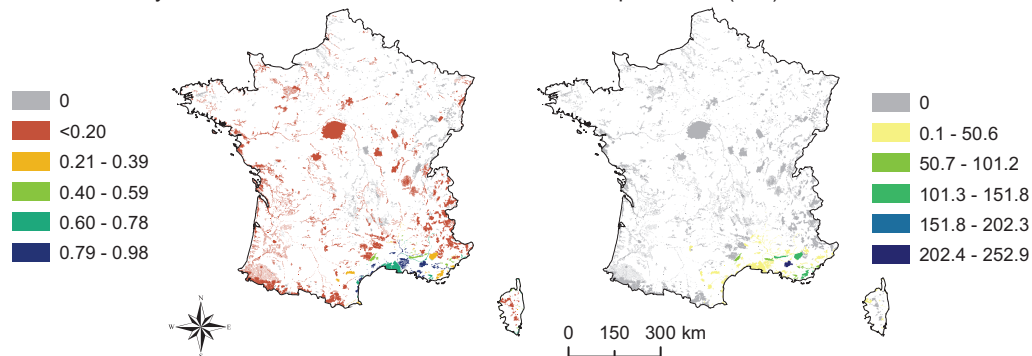 0
<0.20
0.21 - 0.39
0.40 - 0.59
0.60 - 0.78
0.79 - 0.98
N
W E
S
0 150 300 km
0
0.1 - 50.6
50.7 - 101.2
101.3 - 151.8
151.8 - 202.3
202.4 - 252.9